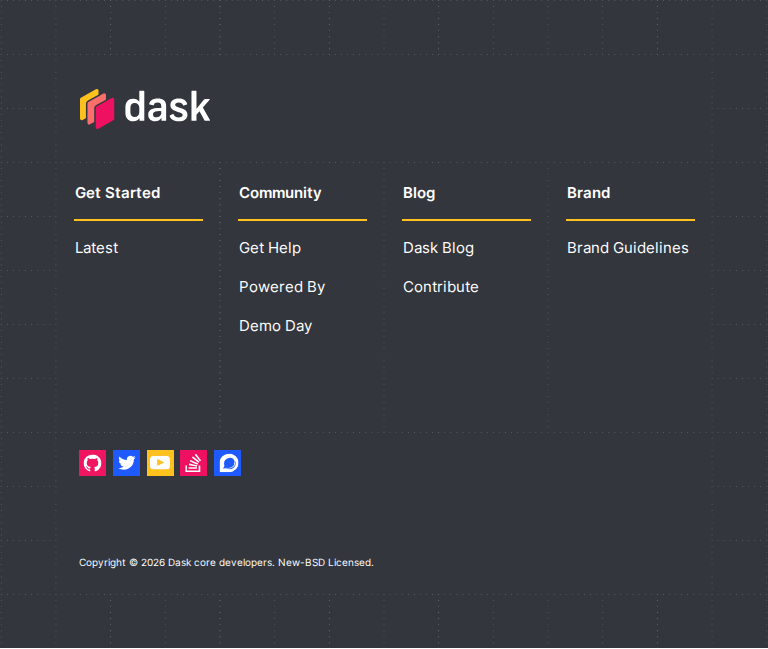 dask
Get Started
Latest
Community
Get Help
Powered By
Demo Day
Blog
Dask Blog
Contribute
Brand
Brand Guidelines
Copyright © 2026 Dask core developers. New-BSD Licensed.